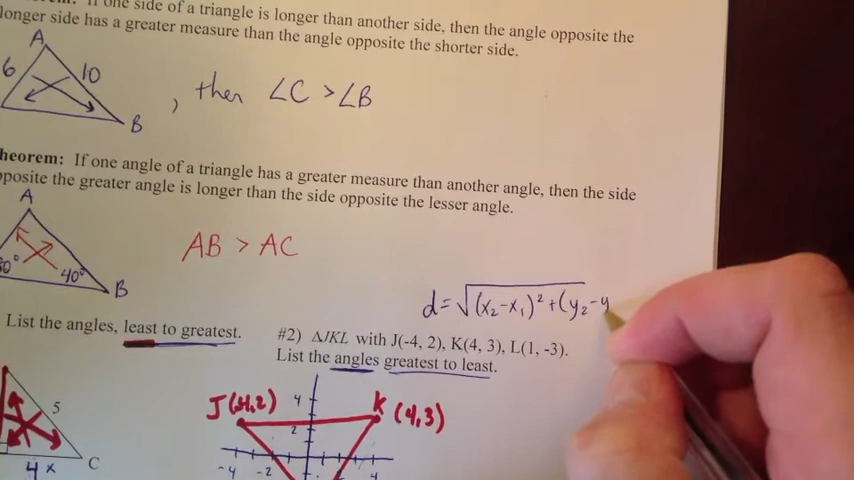 If one side of a triangle is longer than another side, then the angle opposite the
longer side has a greater measure than the angle opposite the shorter side.
A
6
10
B
, then ∠C > ∠B
heorem: If one angle of a triangle has a greater measure than another angle, then the side
pposite the greater angle is longer than the side opposite the lesser angle.
A
0°
40°
B
AB > AC
d=√(x₂-x₁)²+(y₂-y
List the angles, least to greatest.
#2) ΔJKL with J(-4, 2), K(4, 3), L(1, -3).
List the angles greatest to least.
5
4
x
C
J(-4,2)
K (4,3)
4
2
-4
-2
4